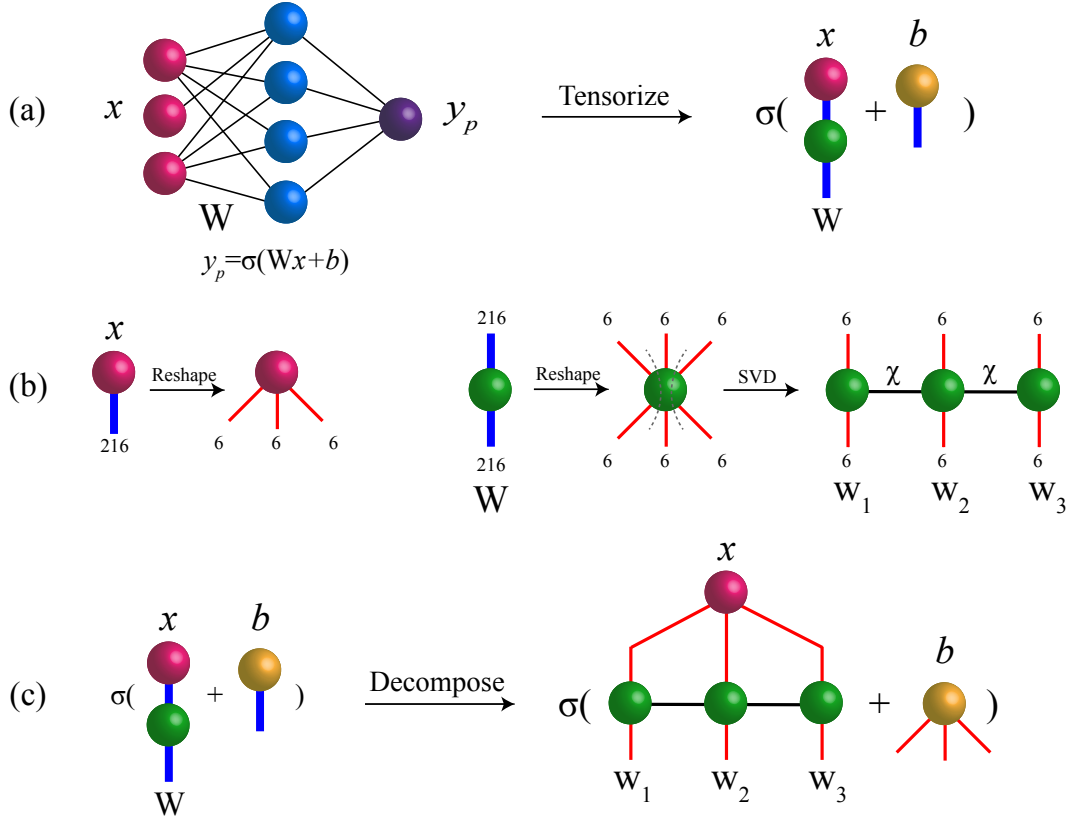 (a)
x
W
y_p
y_p=σ(Wx+b)
Tensorize
x b
σ( + )
W
(b)
x
216
Reshape
6 6 6
216
216
W
Reshape
6 6 6
6 6 6
SVD
6 6 6
χ χ
6 6 6
W_1 W_2 W_3
(c)
x b
σ( + )
W
Decompose
x
b
σ( + )
W_1 W_2 W_3